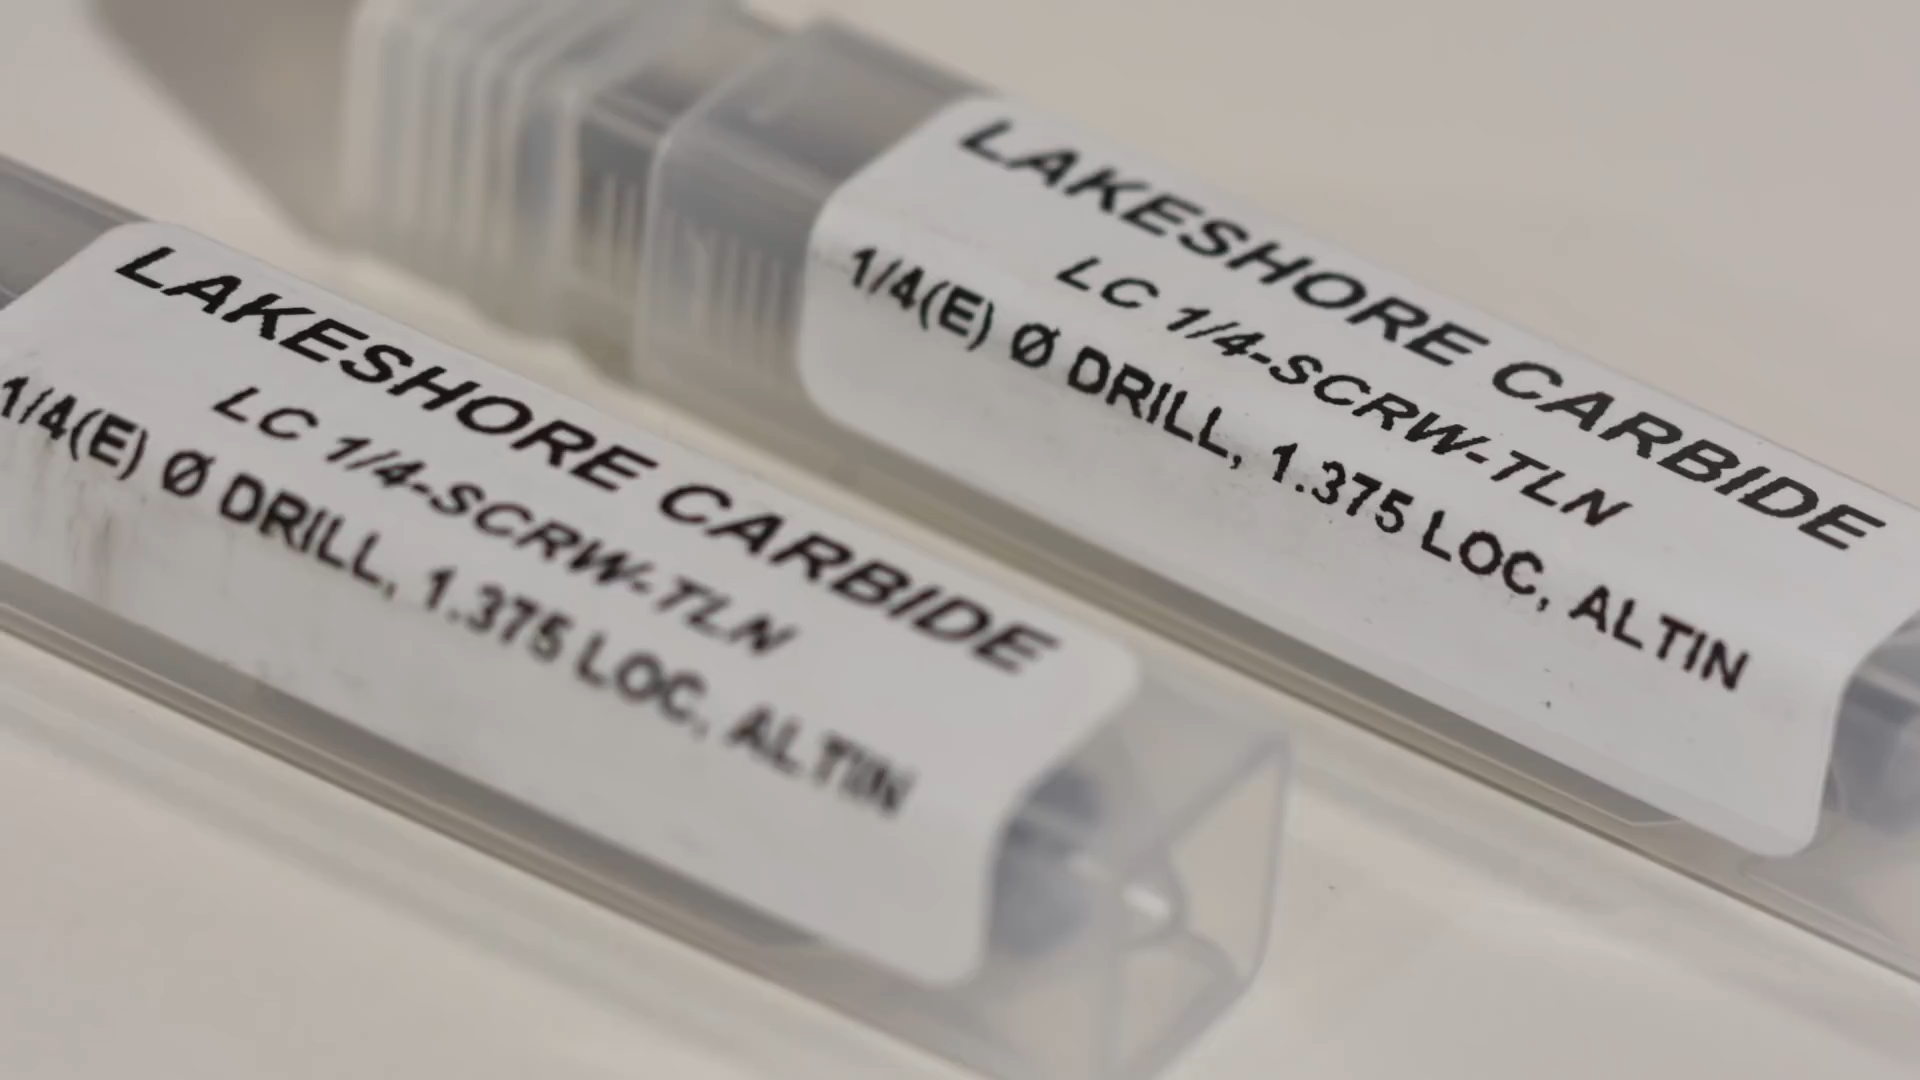 LAKESHORE CARBIDE
LC 1/4-SCRW-TLN
1/4(E) Ø DRILL, 1.375 LOC, ALTIN
LAKESHORE CARBIDE
LC 1/4-SCRW-TLN
1/4(E) Ø DRILL, 1.375 LOC, ALTIN